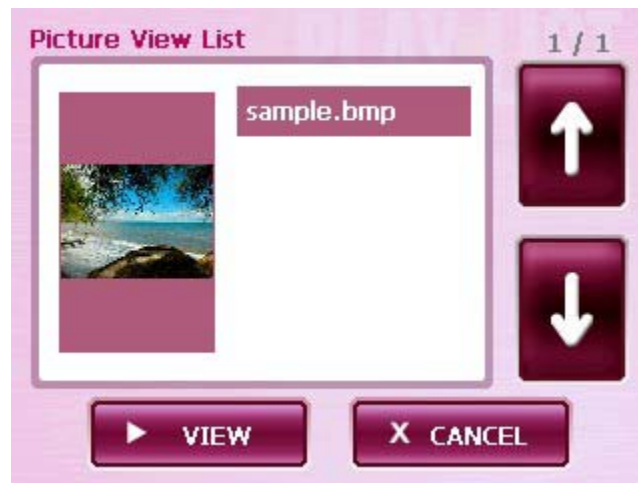 Picture View List
1 / 1
sample.bmp
VIEW
X CANCEL